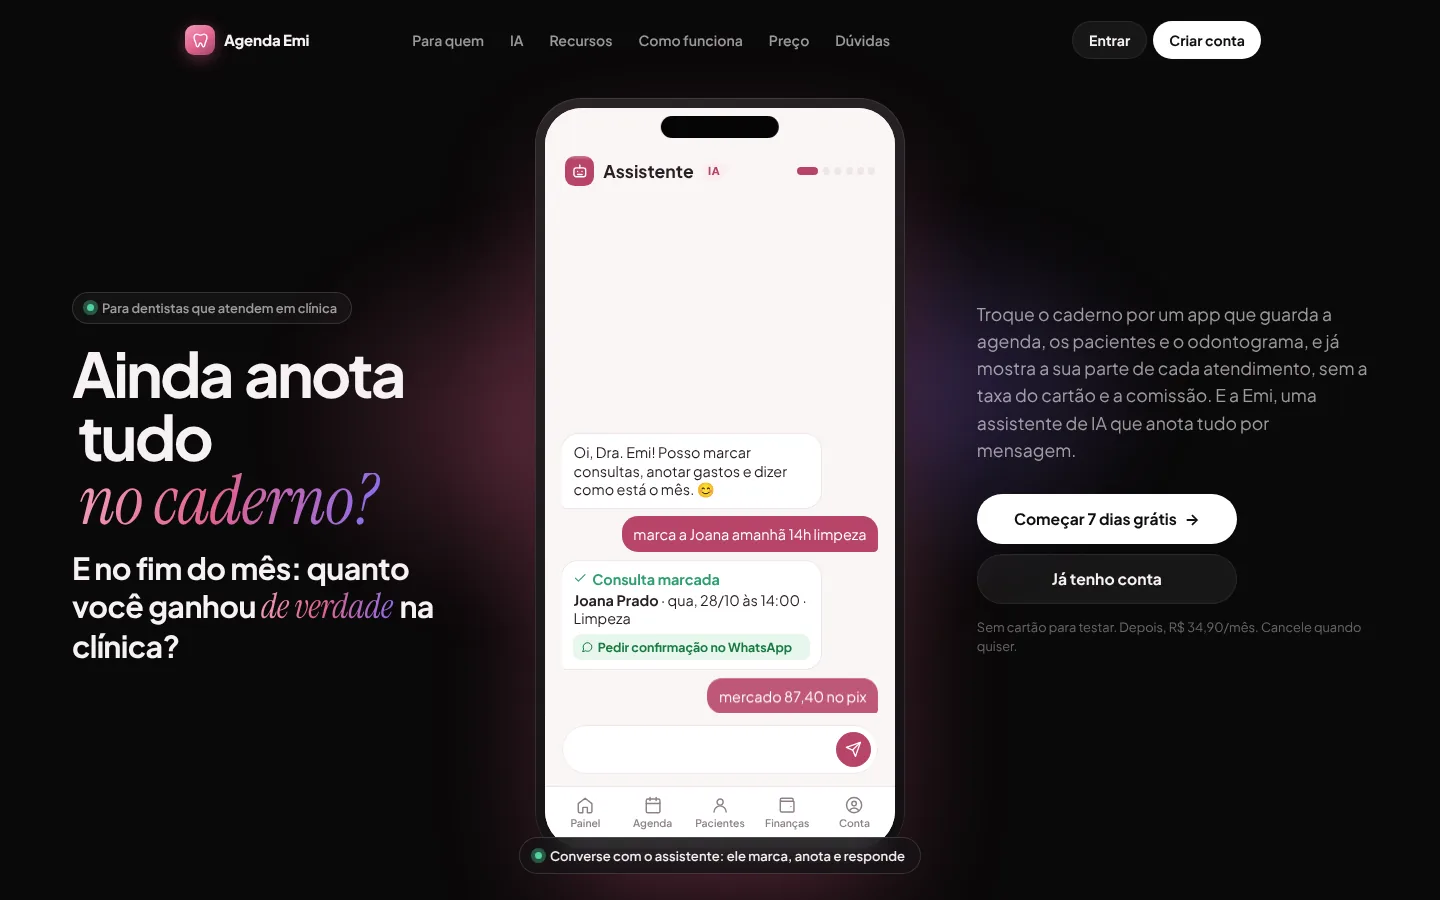 Agenda Emi
Para quem
IA
Recursos
Como funciona
Preço
Dúvidas
Entrar
Criar conta
Para dentistas que atendem em clínica
Ainda anota
tudo
no caderno?
E no fim do mês: quanto
você ganhou de verdade na
clínica?
Assistente IA
Oi, Dra. Emi! Posso marcar
consultas, anotar gastos e dizer
como está o mês. 😊
marca a Joana amanhã 14h limpeza
Consulta marcada
Joana Prado · qua, 28/10 às 14:00 ·
Limpeza
Pedir confirmação no WhatsApp
mercado 87,40 no pix
Painel
Agenda
Pacientes
Finanças
Conta
Converse com o assistente: ele marca, anota e responde
Troque o caderno por um app que guarda a
agenda, os pacientes e o odontograma, e já
mostra a sua parte de cada atendimento, sem a
taxa do cartão e a comissão. E a Emi, uma
assistente de IA que anota tudo por
mensagem.
Começar 7 dias grátis →
Já tenho conta
Sem cartão para testar. Depois, R$ 34,90/mês. Cancele quando
quiser.